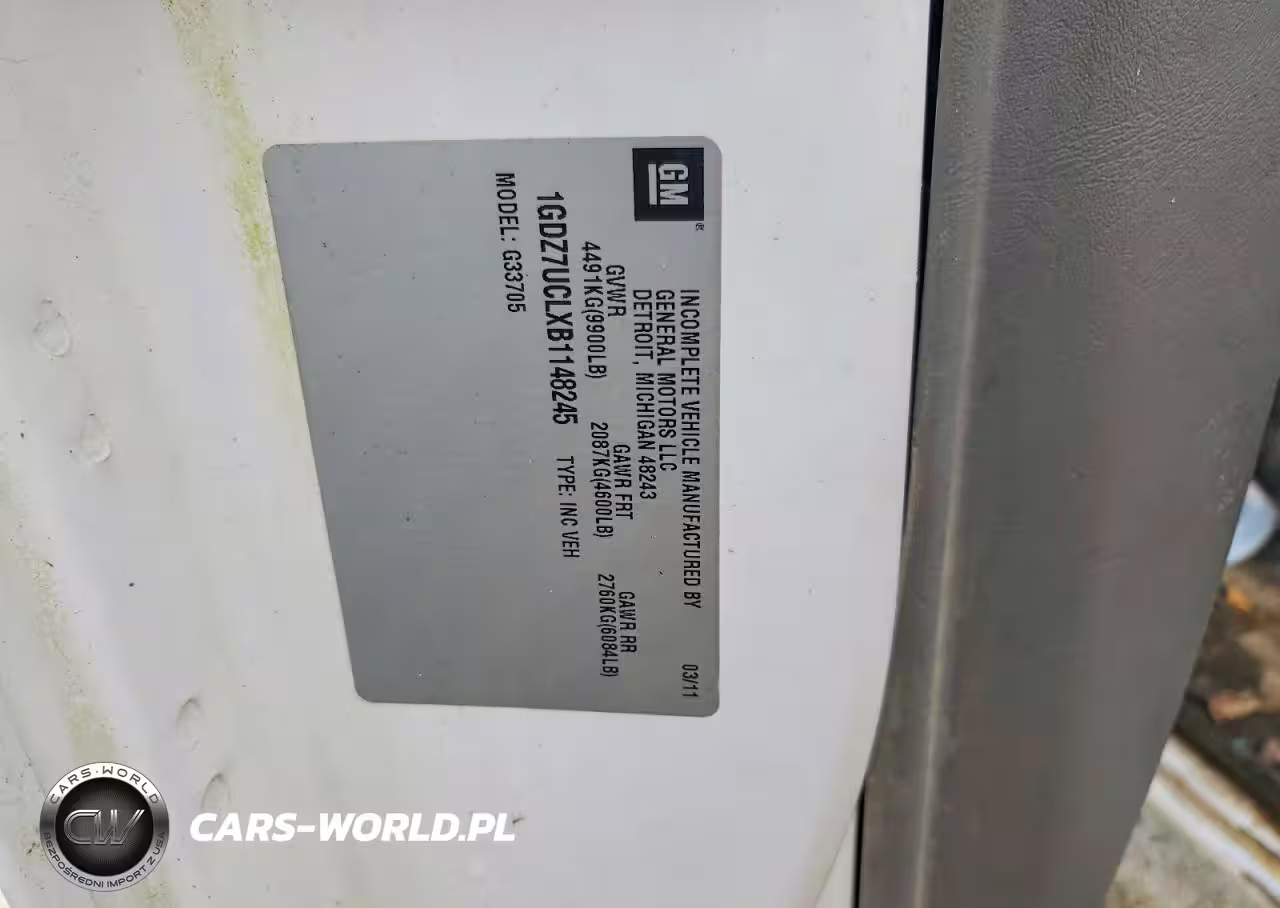 GM®
INCOMPLETE VEHICLE MANUFACTURED BY 03/11
GENERAL MOTORS LLC
DETROIT, MICHIGAN 48243
GVWR GAWR FRT GAWR RR
4491KG(9900LB) 2087KG(4600LB) 2760KG(6084LB)
1GDZ7UCLXB1148245 TYPE: INC VEH
MODEL: G33705
CARS-WORLD
CW
BEZPOŚREDNI IMPORT Z USA
CARS-WORLD.PL